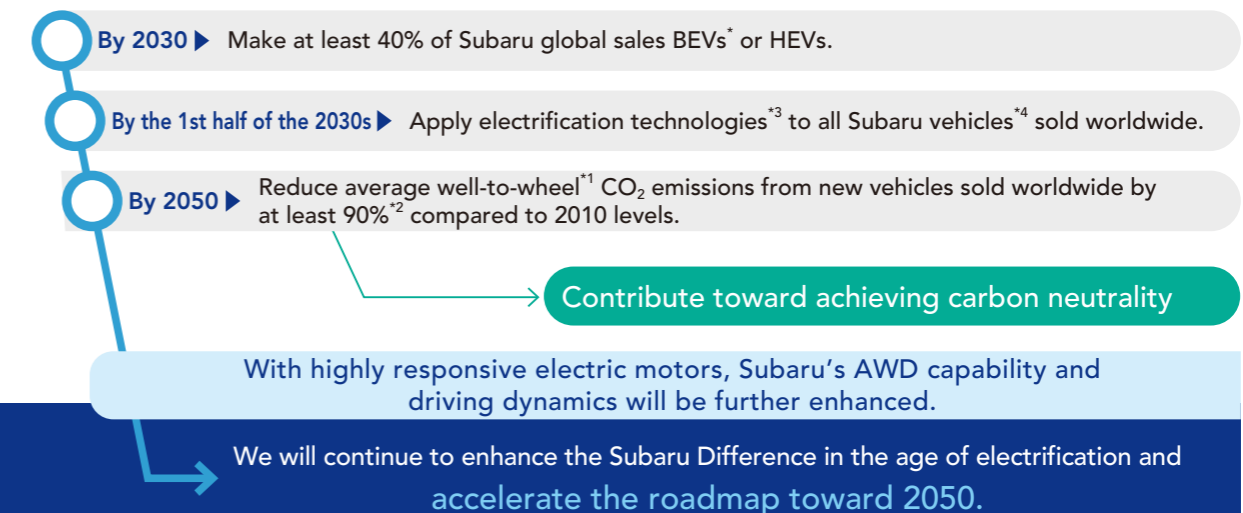 By 2030 ▶ Make at least 40% of Subaru global sales BEVs* or HEVs.
By the 1st half of the 2030s ▶ Apply electrification technologies*3 to all Subaru vehicles*4 sold worldwide.
By 2050 ▶ Reduce average well-to-wheel*1 CO2 emissions from new vehicles sold worldwide by
at least 90%*2 compared to 2010 levels.
Contribute toward achieving carbon neutrality
With highly responsive electric motors, Subaru's AWD capability and
driving dynamics will be further enhanced.
We will continue to enhance the Subaru Difference in the age of electrification and
accelerate the roadmap toward 2050.